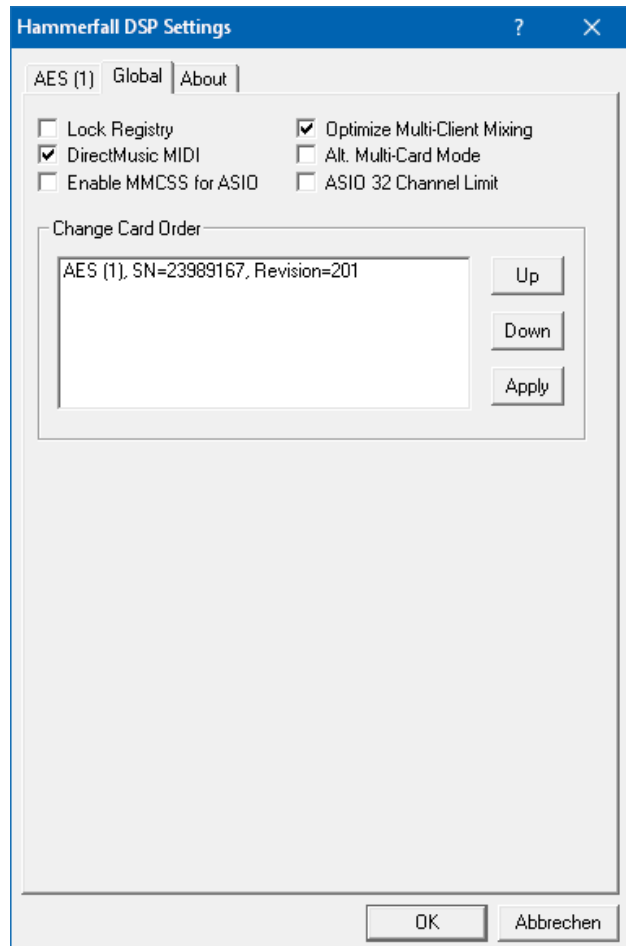 Hammerfall DSP Settings
AES (1) Global About
Lock Registry Optimize Multi-Client Mixing
DirectMusic MIDI Alt. Multi-Card Mode
Enable MMCSS for ASIO ASIO 32 Channel Limit
Change Card Order
AES (1), SN=23989167, Revision=201
Up
Down
Apply
OK Abbrechen